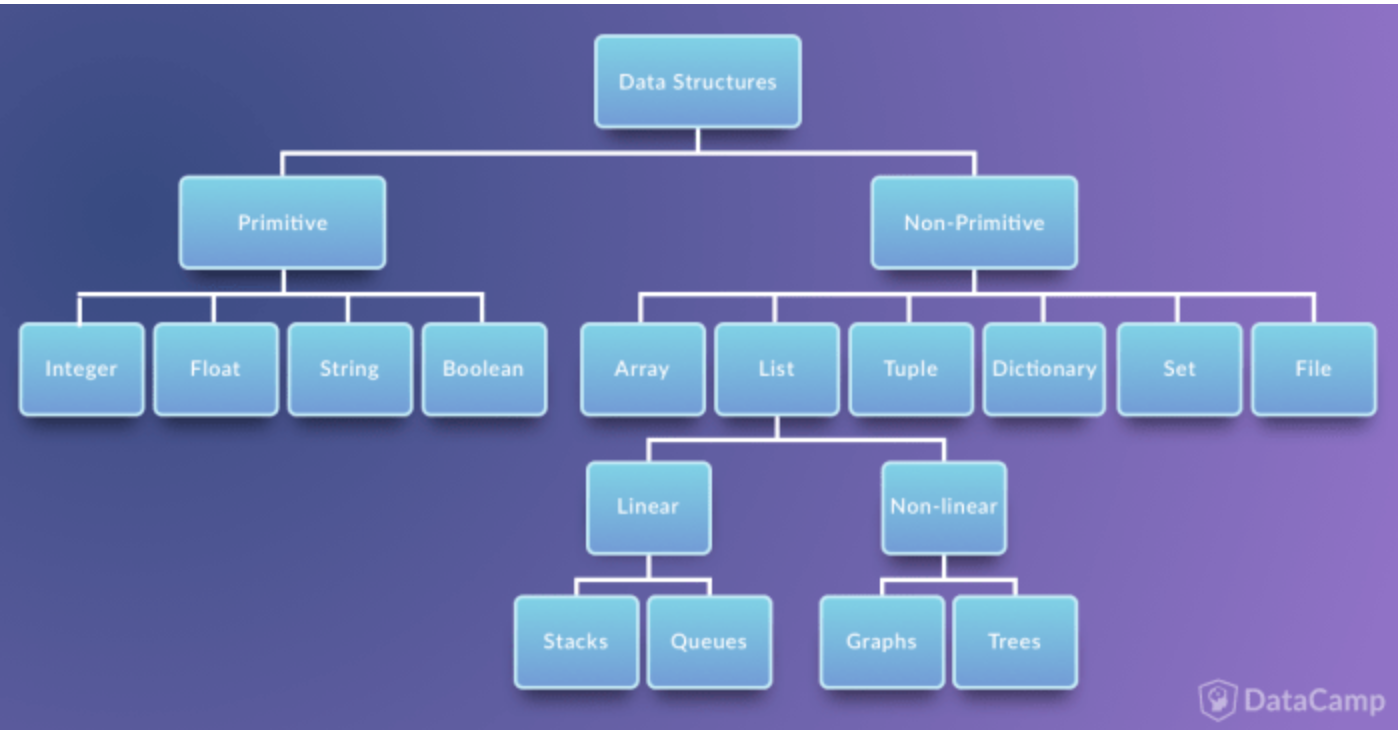 Data Structures
Primitive
Non-Primitive
Integer
Float
String
Boolean
Array
List
Tuple
Dictionary
Set
File
Linear
Non-linear
Stacks
Queues
Graphs
Trees
DataCamp